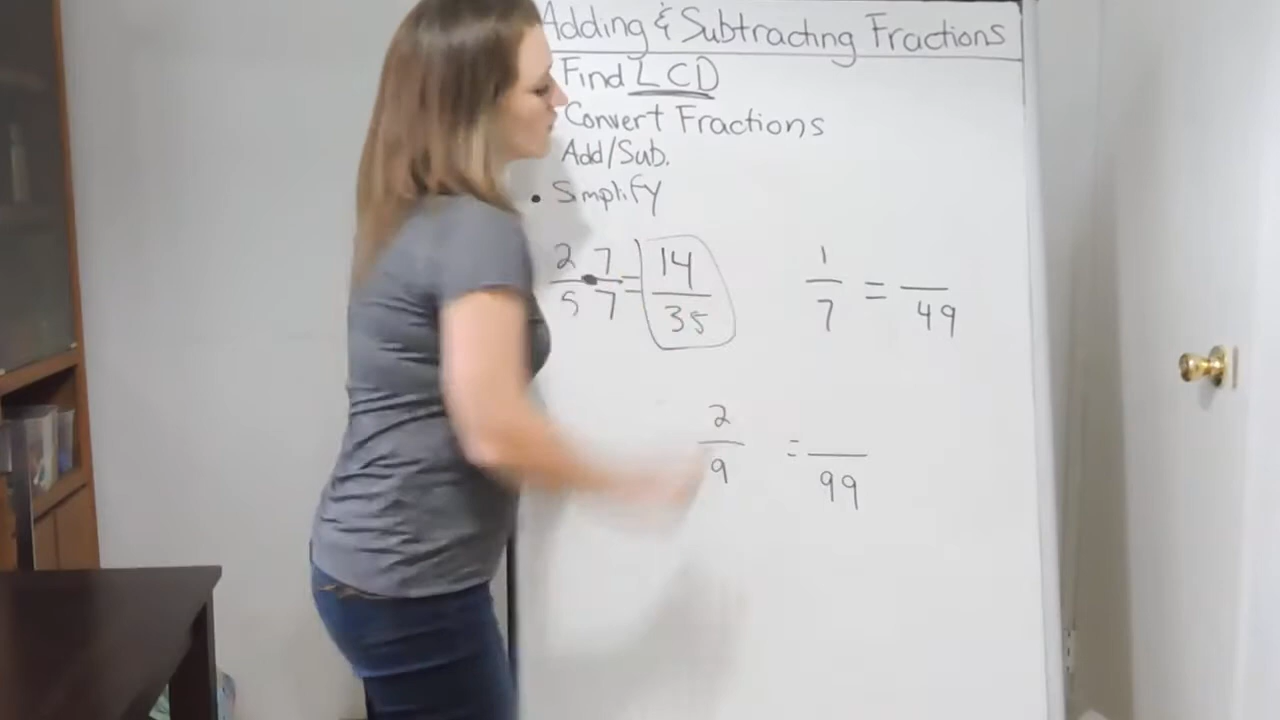 Adding & Subtracting Fractions
Find LCD
Convert Fractions
Add/Sub.
• Simplify
2/5 • 7/7 = 14/35
1/7 = __/49
2/9 = __/99